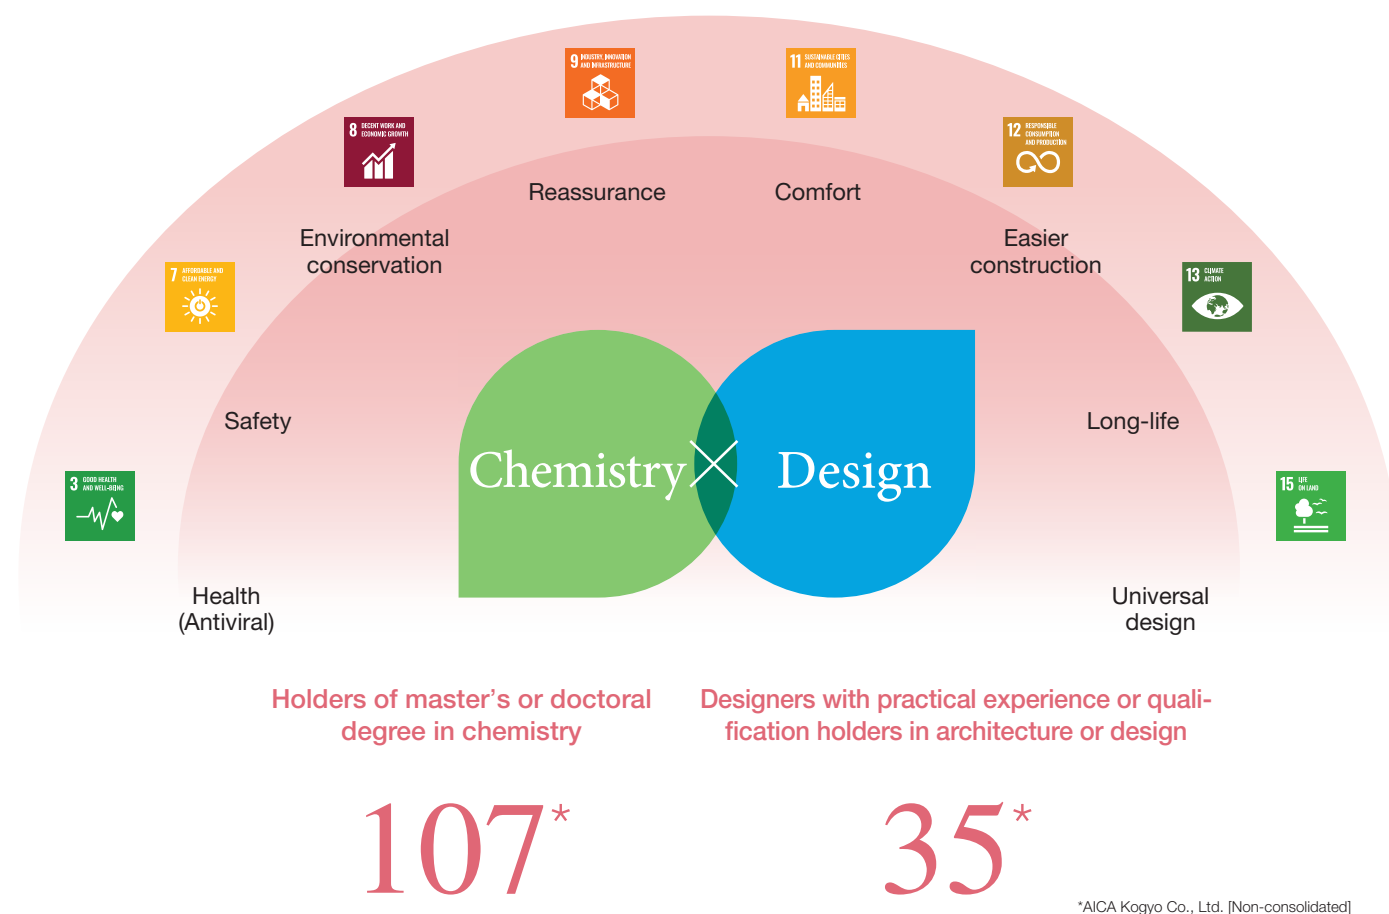 9 INDUSTRY, INNOVATION
AND INFRASTRUCTURE
11 SUSTAINABLE CITIES
AND COMMUNITIES
8 DECENT WORK AND
ECONOMIC GROWTH
12 RESPONSIBLE
CONSUMPTION
AND PRODUCTION
Reassurance
Comfort
Environmental
conservation
Easier
construction
7 AFFORDABLE AND
CLEAN ENERGY
13 CLIMATE
ACTION
Safety
Long-life
Chemistry
Design
3 GOOD HEALTH
AND WELL-BEING
15 LIFE
ON LAND
Health
(Antiviral)
Universal
design
Holders of master’s or doctoral
degree in chemistry
Designers with practical experience or quali-
fication holders in architecture or design
107*
35*
*AICA Kogyo Co., Ltd. [Non-consolidated]